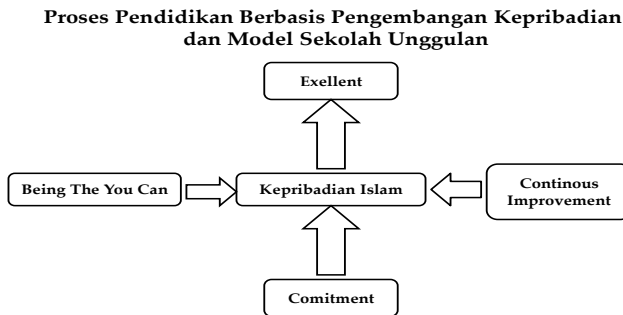 Proses Pendidikan Berbasis Pengembangan Kepribadian
dan Model Sekolah Unggulan
Exellent
Being The You Can
Kepribadian Islam
Continous
Improvement
Comitment